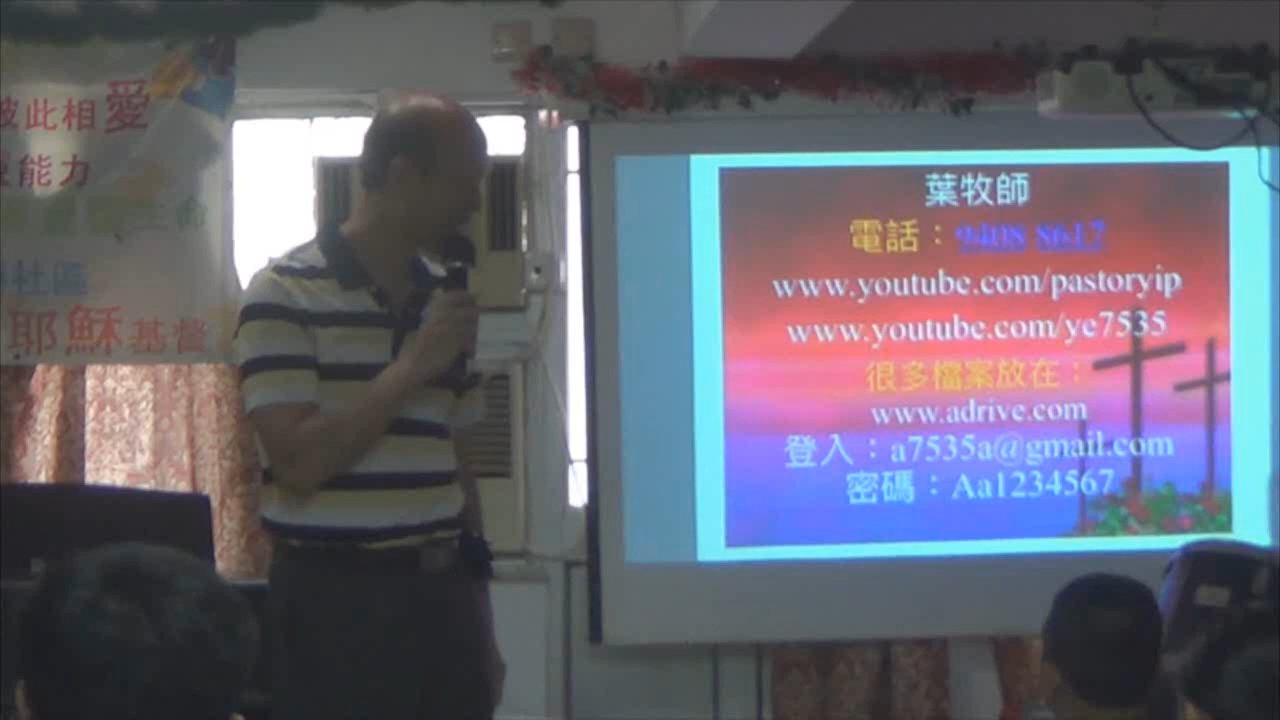 彼此相愛
能力
社區
耶穌基督
葉牧師
電話：9408 8617
www.youtube.com/pastoryip
www.youtube.com/ye7535
很多檔案放在：
www.adrive.com
登入：a7535a@gmail.com
密碼：Aa1234567